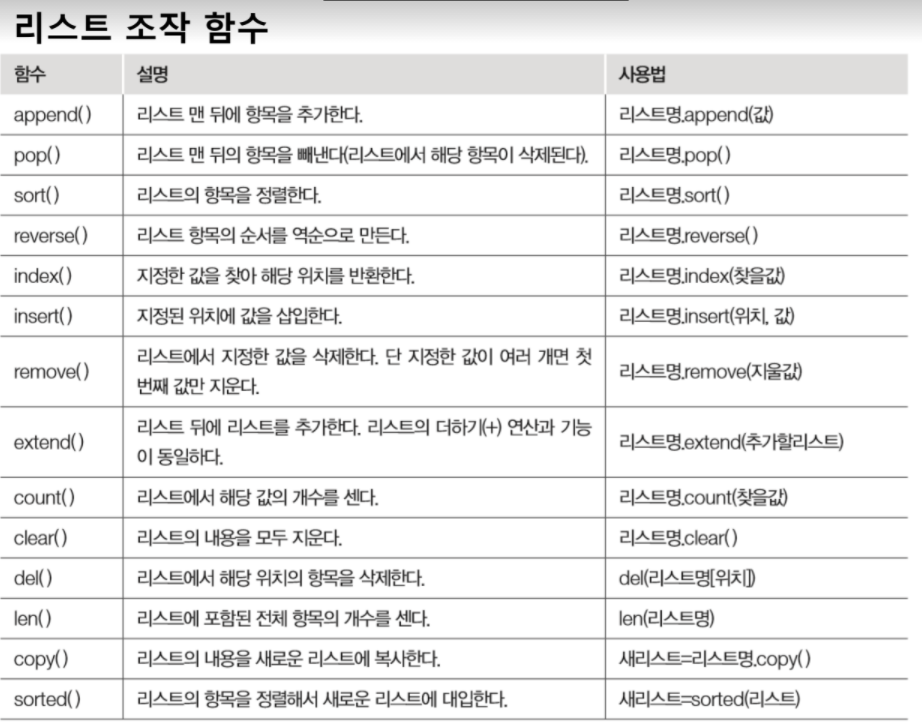 리스트 조작 함수
함수 설명 사용법
append() 리스트 맨 뒤에 항목을 추가한다. 리스트명.append(값)
pop() 리스트 맨 뒤의 항목을 빼낸다(리스트에서 해당 항목이 삭제된다). 리스트명.pop()
sort() 리스트의 항목을 정렬한다. 리스트명.sort()
reverse() 리스트 항목의 순서를 역순으로 만든다. 리스트명.reverse()
index() 지정한 값을 찾아 해당 위치를 반환한다. 리스트명.index(찾을값)
insert() 지정된 위치에 값을 삽입한다. 리스트명.insert(위치, 값)
remove() 리스트에서 지정한 값을 삭제한다. 단 지정한 값이 여러 개면 첫
번째 값만 지운다. 리스트명.remove(지울값)
extend() 리스트 뒤에 리스트를 추가한다. 리스트의 더하기(+) 연산과 기능
이 동일하다. 리스트명.extend(추가할리스트)
count() 리스트에서 해당 값의 개수를 센다. 리스트명.count(찾을값)
clear() 리스트의 내용을 모두 지운다. 리스트명.clear()
del() 리스트에서 해당 위치의 항목을 삭제한다. del(리스트명[위치])
len() 리스트에 포함된 전체 항목의 개수를 센다. len(리스트명)
copy() 리스트의 내용을 새로운 리스트에 복사한다. 새리스트=리스트명.copy()
sorted() 리스트의 항목을 정렬해서 새로운 리스트에 대입한다. 새리스트=sorted(리스트)